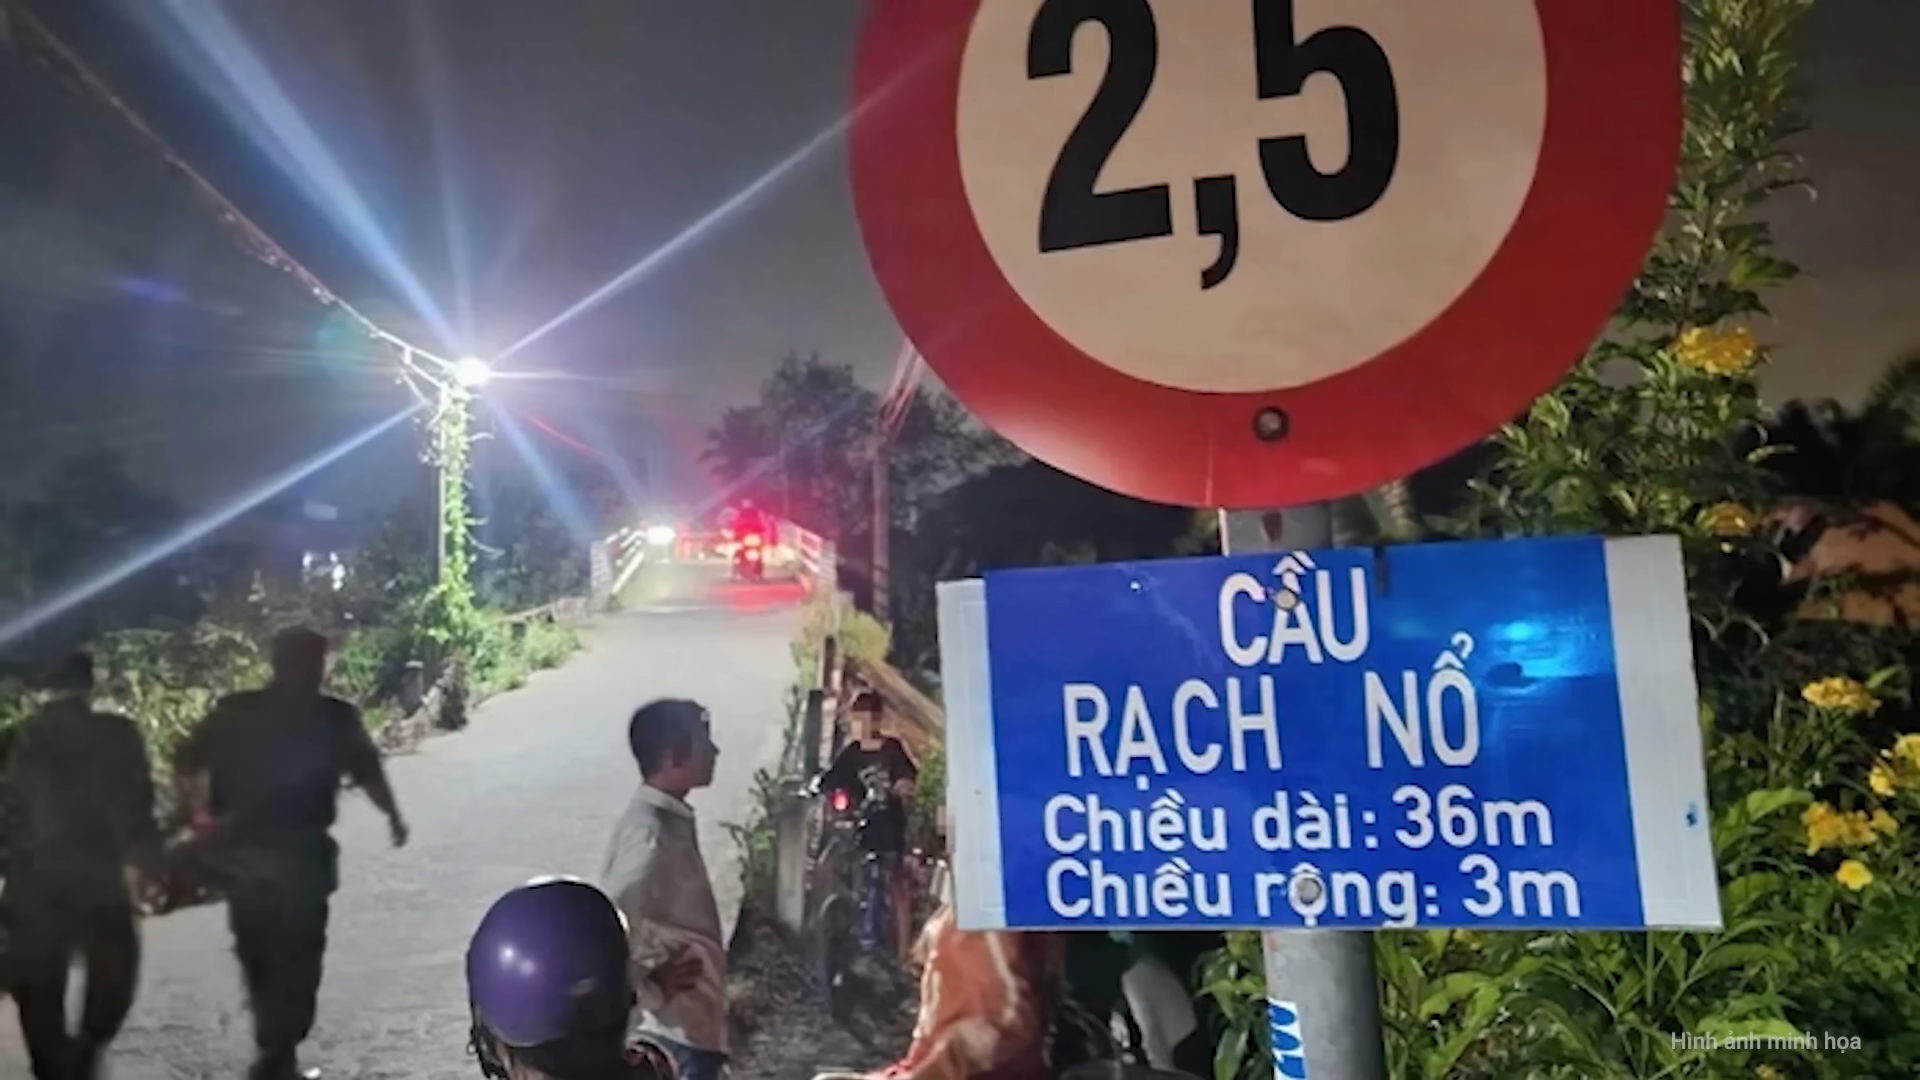 2,5
CẦU
RẠCH NỔ
Chiều dài: 36m
Chiều rộng: 3m
Hình ảnh minh họa